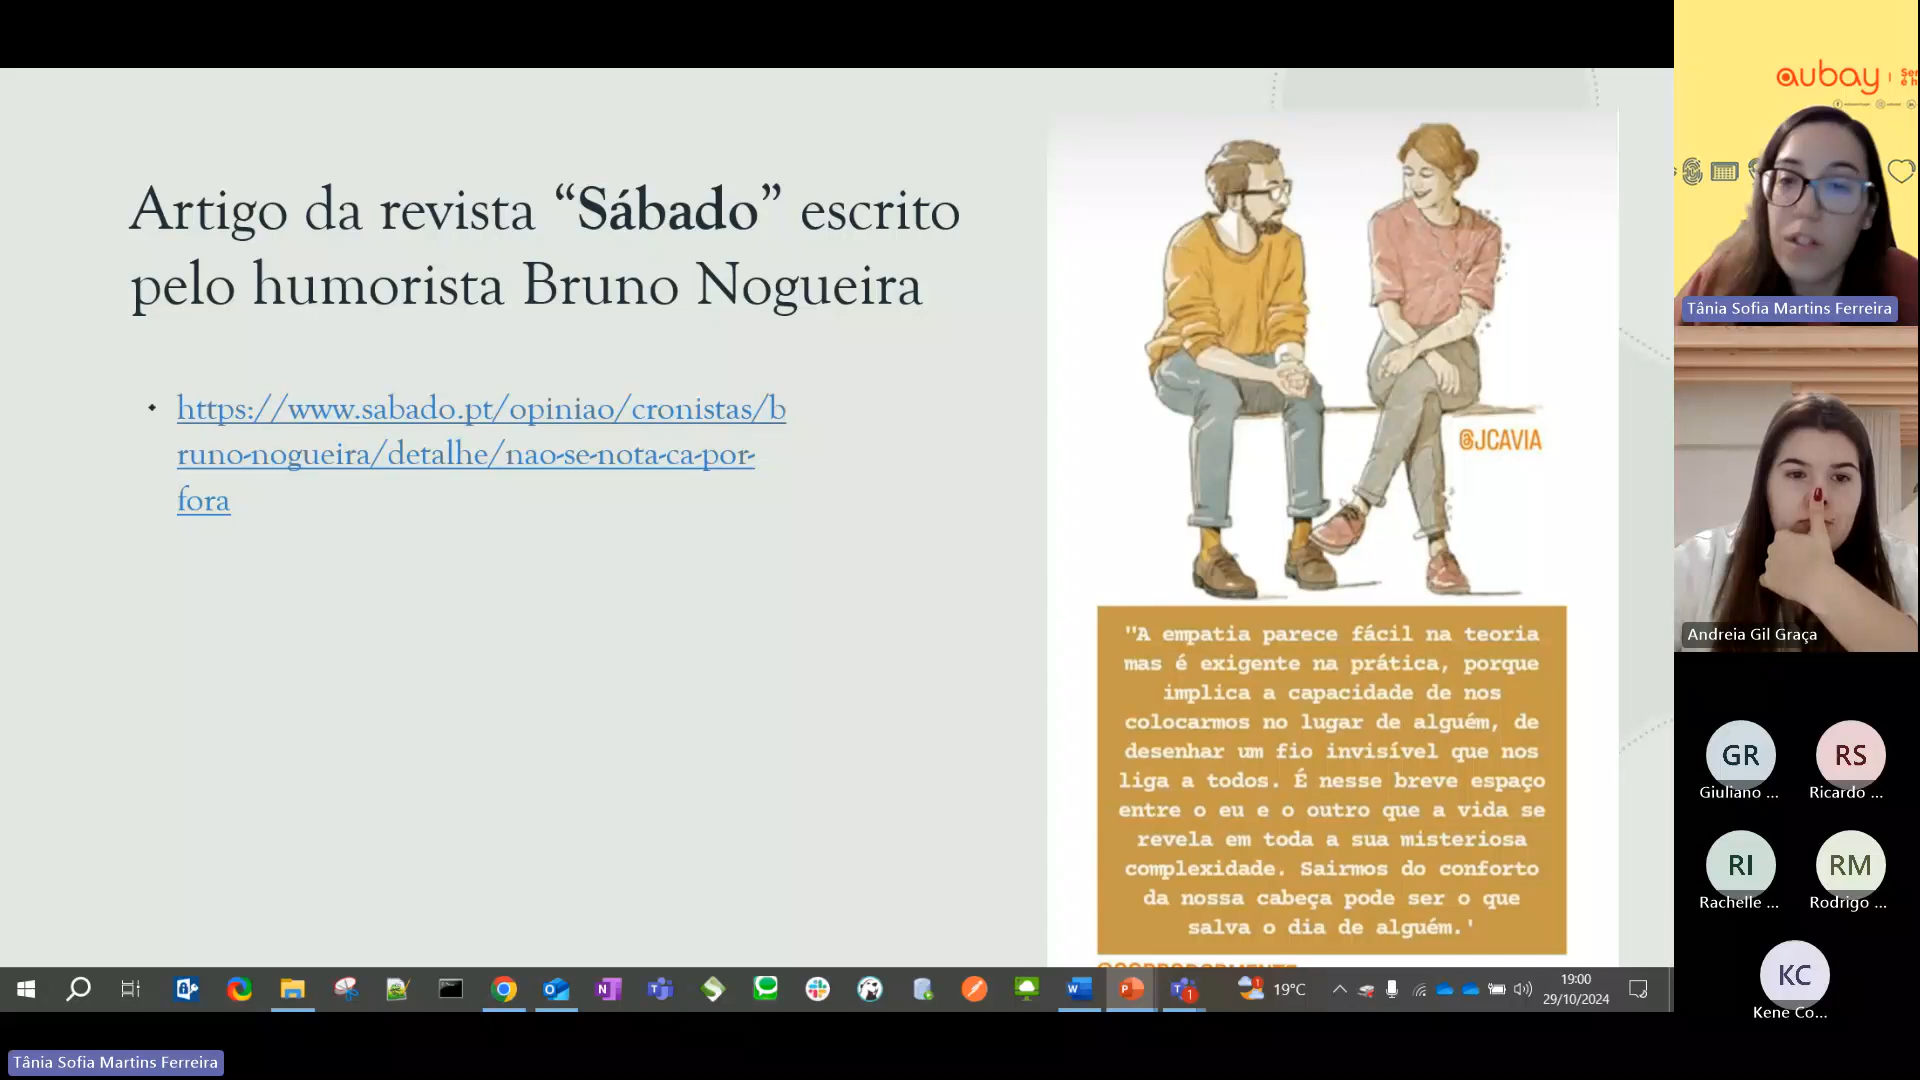 Artigo da revista “Sábado” escrito
pelo humorista Bruno Nogueira
https://www.sabado.pt/opiniao/cronistas/b
runo-nogueira/detalhe/nao-se-nota-ca-por-
fora
@JCAVIA
"A empatia parece fácil na teoria
mas é exigente na prática, porque
implica a capacidade de nos
colocarmos no lugar de alguém, de
desenhar um fio invisível que nos
liga a todos. É nesse breve espaço
entre o eu e o outro que a vida se
revela em toda a sua misteriosa
complexidade. Sairmos do conforto
da nossa cabeça pode ser o que
salva o dia de alguém.'
aubay
Tânia Sofia Martins Ferreira
Andreia Gil Graça
GR
Giuliano ...
RS
Ricardo ...
RI
Rachelle ...
RM
Rodrigo ...
KC
Kene Co...
19°C
19:00
29/10/2024
Tânia Sofia Martins Ferreira